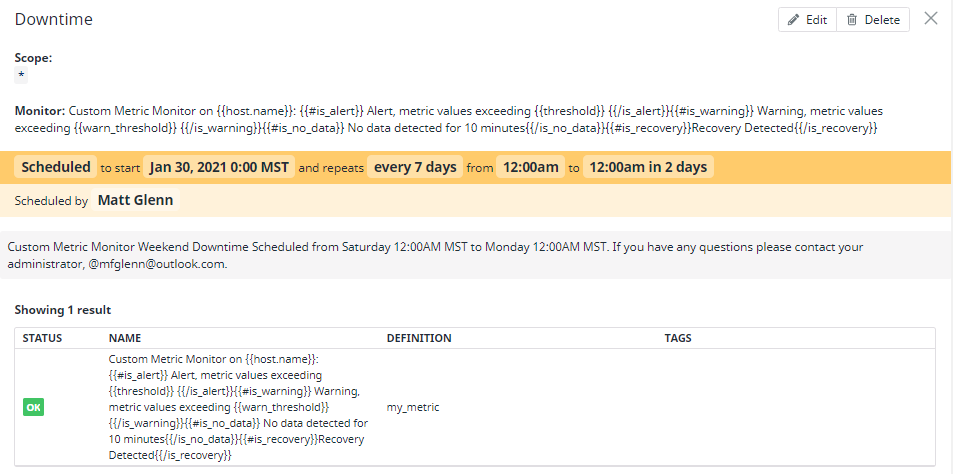 Downtime
Edit
Delete
Scope:
*
Monitor: Custom Metric Monitor on {{host.name}}: {{#is_alert}} Alert, metric values exceeding {{threshold}} {{/is_alert}}{{#is_warning}} Warning, metric values
exceeding {{warn_threshold}} {{/is_warning}}{{#is_no_data}} No data detected for 10 minutes{{/is_no_data}}{{#is_recovery}}Recovery Detected{{/is_recovery}}
Scheduled to start Jan 30, 2021 0:00 MST and repeats every 7 days from 12:00am to 12:00am in 2 days
Scheduled by Matt Glenn
Custom Metric Monitor Weekend Downtime Scheduled from Saturday 12:00AM MST to Monday 12:00AM MST. If you have any questions please contact your
administrator, @mfglenn@outlook.com.
Showing 1 result
STATUS NAME DEFINITION TAGS
Custom Metric Monitor on {{host.name}}:
{{#is_alert}} Alert, metric values exceeding
{{threshold}} {{/is_alert}}{{#is_warning}} Warning,
OK metric values exceeding {{warn_threshold}} my_metric
{{/is_warning}}{{#is_no_data}} No data detected for
10 minutes{{/is_no_data}}{{#is_recovery}}Recovery
Detected{{/is_recovery}}